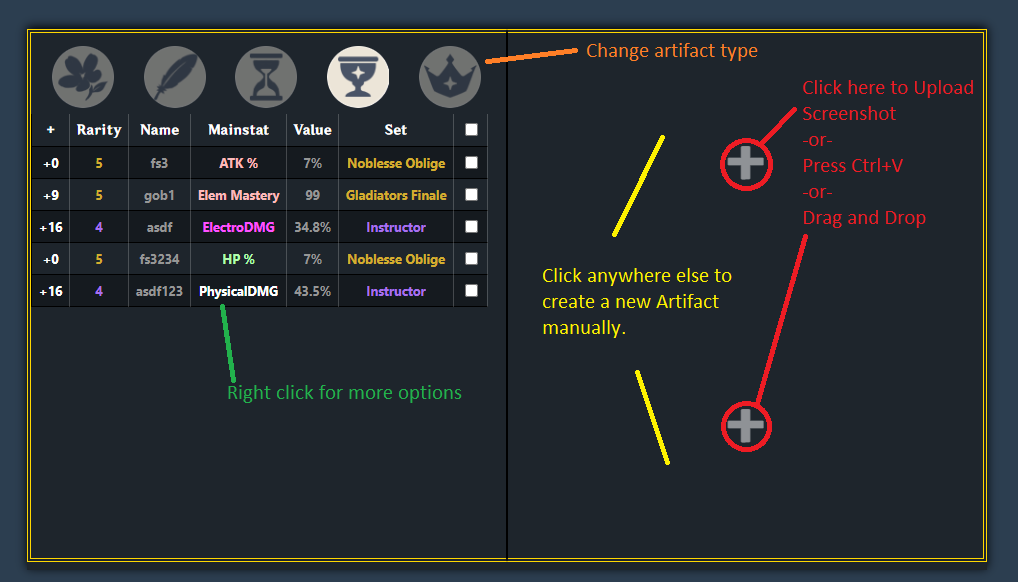 Change artifact type
Click here to Upload
Screenshot
-or-
Press Ctrl+V
-or-
Drag and Drop
+ Rarity Name Mainstat Value Set
+0 5 fs3 ATK % 7% Noblesse Oblige
+9 5 gob1 Elem Mastery 99 Gladiators Finale
+16 4 asdf ElectroDMG 34.8% Instructor
+0 5 fs3234 HP % 7% Noblesse Oblige
+16 4 asdf123 PhysicalDMG 43.5% Instructor
Click anywhere else to
create a new Artifact
manually.
Right click for more options